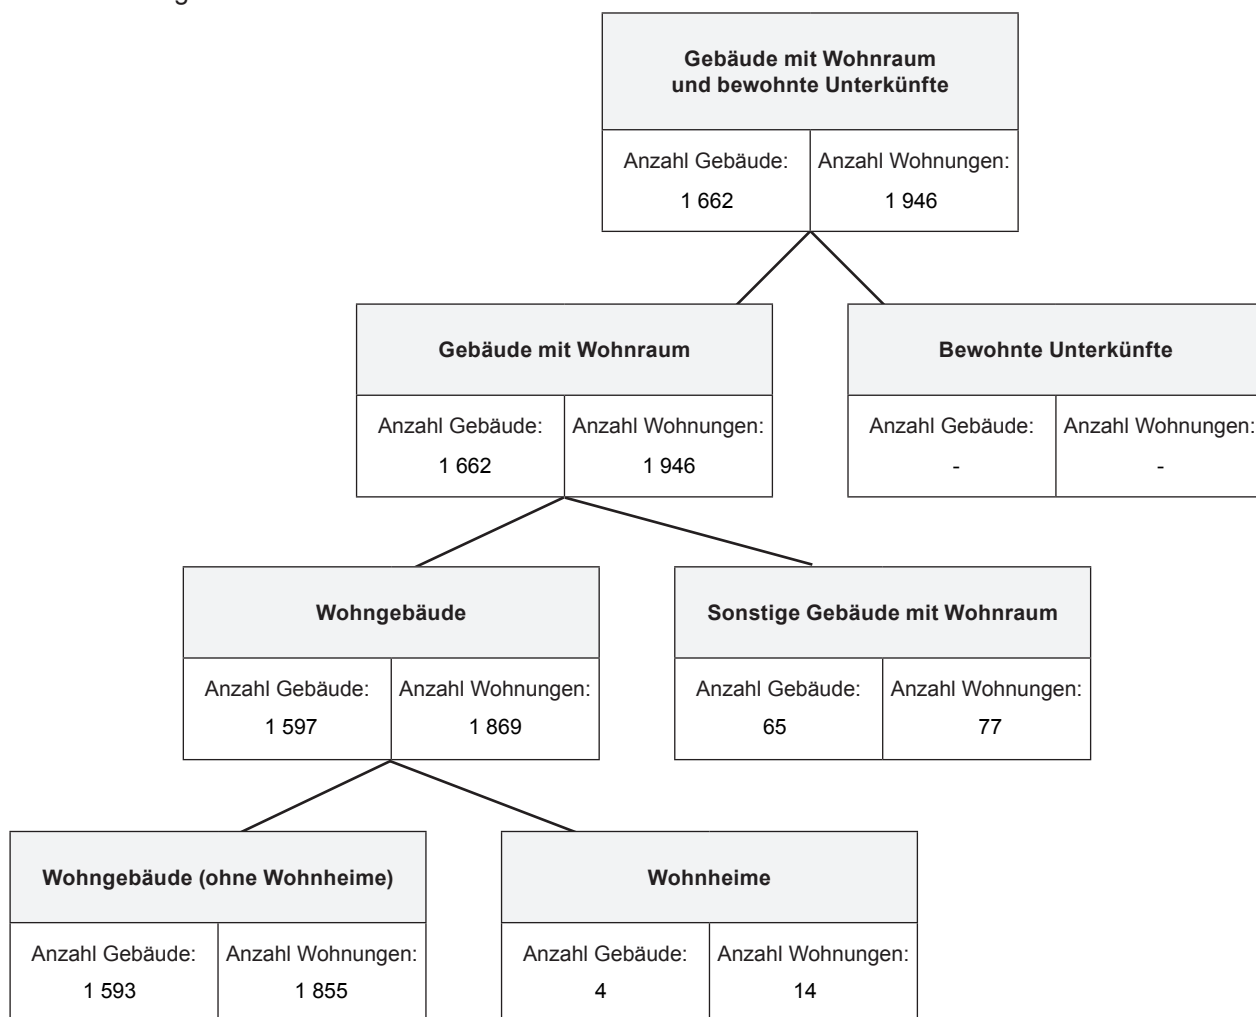 Gebäude mit Wohnraum
und bewohnte Unterkünfte
Anzahl Gebäude: Anzahl Wohnungen:
1 662 1 946
Gebäude mit Wohnraum
Anzahl Gebäude: Anzahl Wohnungen:
1 662 1 946
Bewohnte Unterkünfte
Anzahl Gebäude: Anzahl Wohnungen:
- -
Wohngebäude
Anzahl Gebäude: Anzahl Wohnungen:
1 597 1 869
Sonstige Gebäude mit Wohnraum
Anzahl Gebäude: Anzahl Wohnungen:
65 77
Wohngebäude (ohne Wohnheime)
Anzahl Gebäude: Anzahl Wohnungen:
1 593 1 855
Wohnheime
Anzahl Gebäude: Anzahl Wohnungen:
4 14